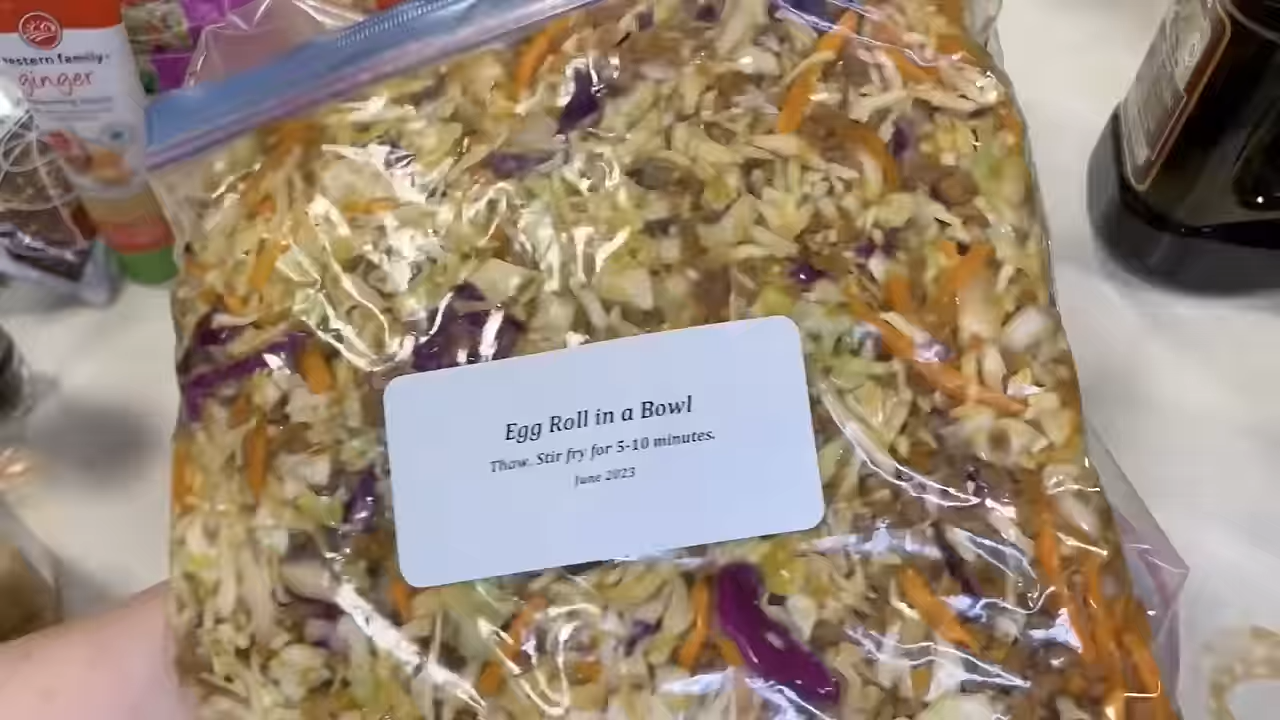 western family
ginger
Egg Roll in a Bowl
Thaw. Stir fry for 5-10 minutes.
June 2023